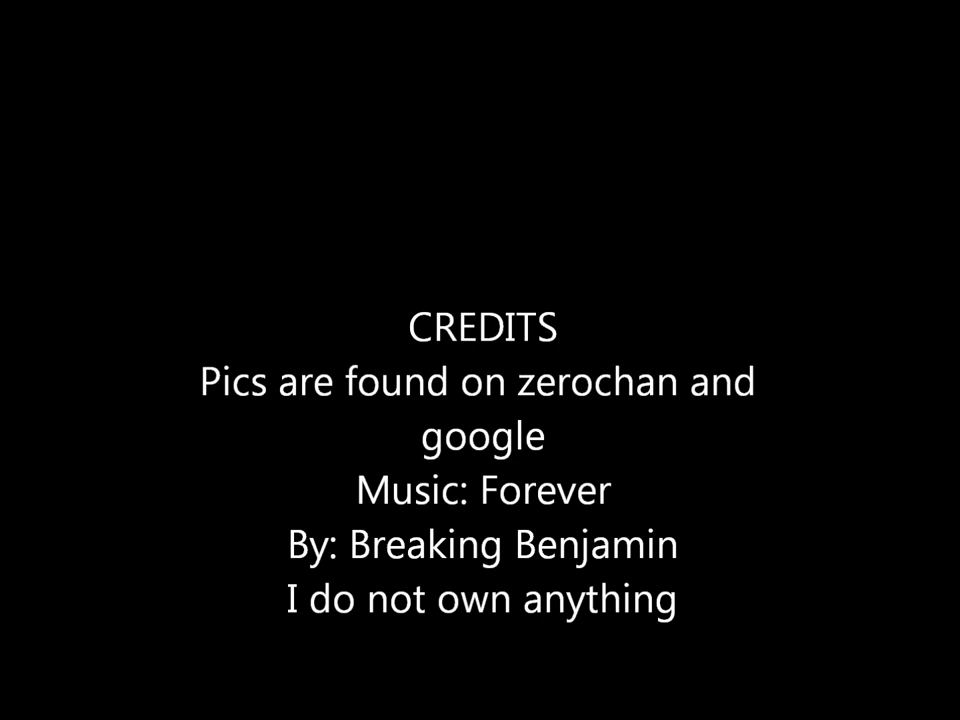 CREDITS
Pics are found on zerochan and
google
Music: Forever
By: Breaking Benjamin
I do not own anything